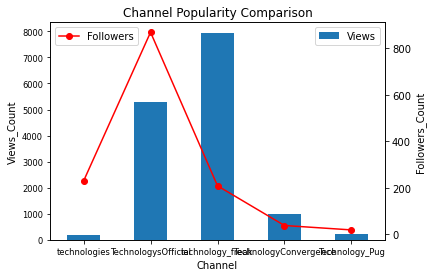 Channel Popularity Comparison
Followers
Views
8000
7000
6000
5000
4000
3000
2000
1000
0
Views_Count
800
600
400
200
0
Followers_Count
technologies
TechnologysOfficial
technology_freak
TechnologyConvergence
Technology_Pug
Channel